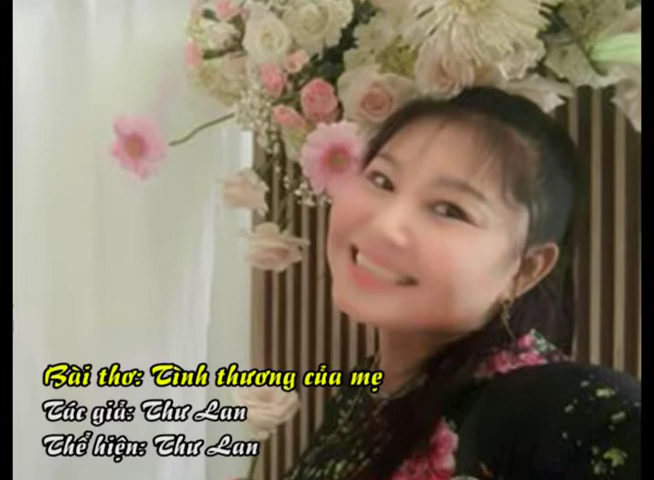 Bài thơ: Tình thương của mẹ
Tác giả: Thư Lan
Thể hiện: Thư Lan